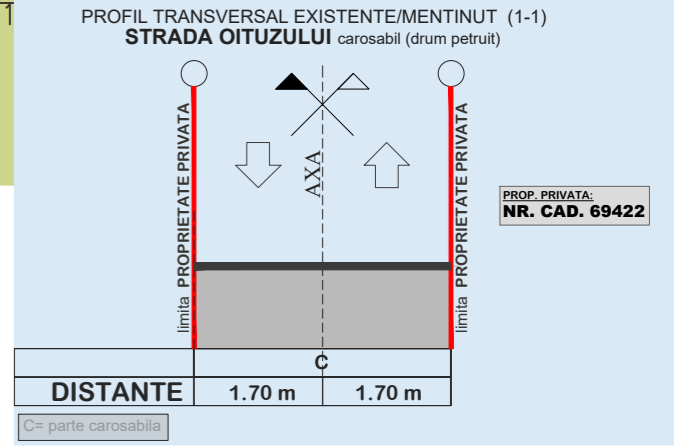 1
PROFIL TRANSVERSAL EXISTENTE/MENTINUT (1-1)
STRADA OITUZULUI carosabil (drum petruit)
limita PROPRIETATE PRIVATA
AXA
limita PROPRIETATE PRIVATA
PROP. PRIVATA:
NR. CAD. 69422
C
DISTANTE 1.70 m 1.70 m
C= parte carosabila